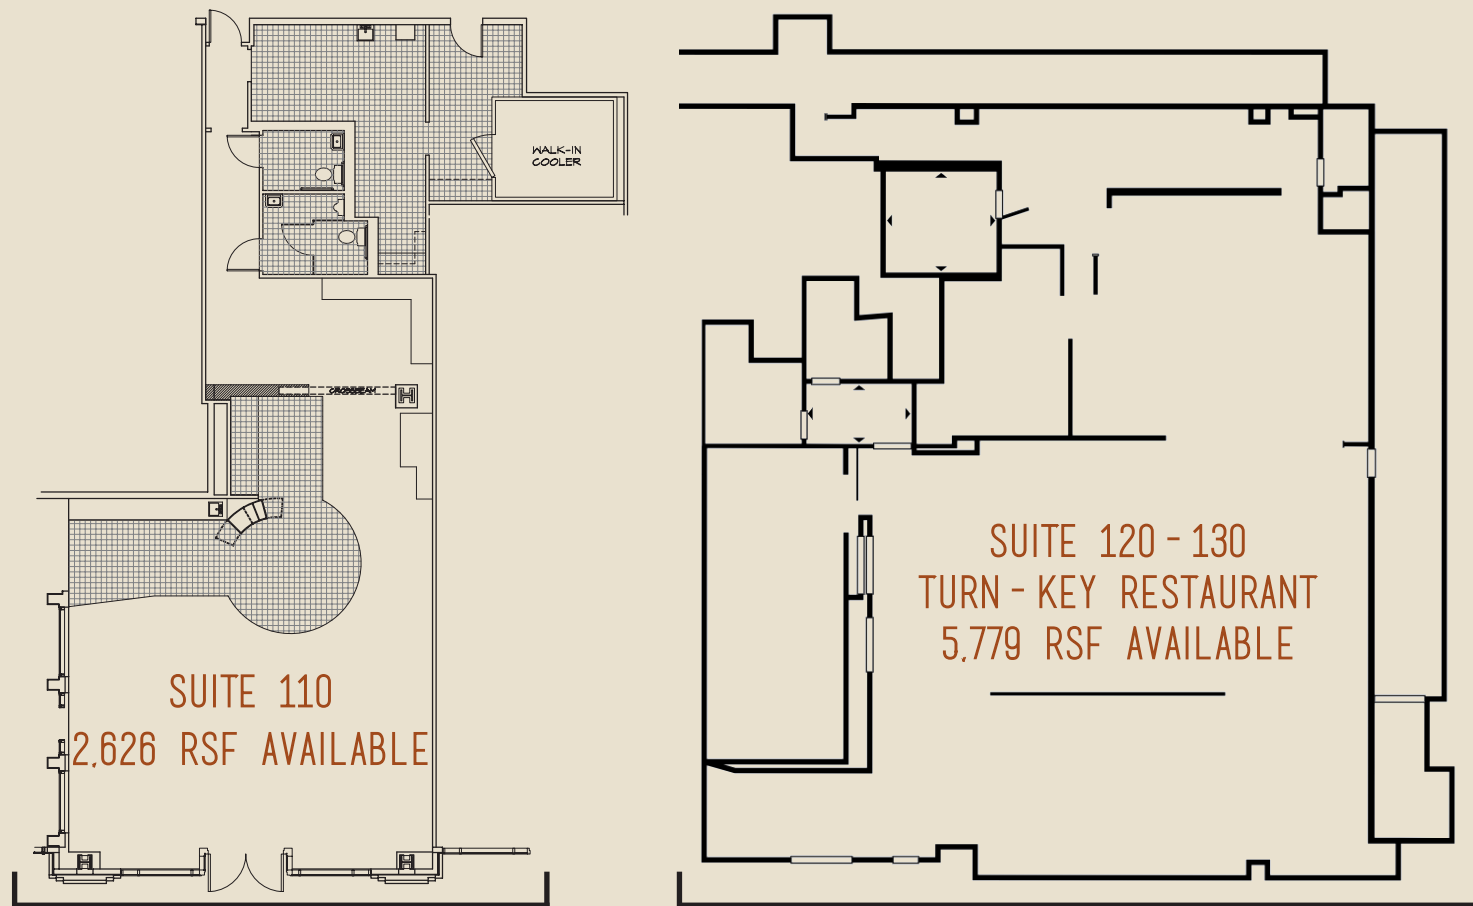 WALK-IN
COOLER
CROSSBEAM
SUITE 110
2,626 RSF AVAILABLE
SUITE 120 - 130
TURN - KEY RESTAURANT
5,779 RSF AVAILABLE